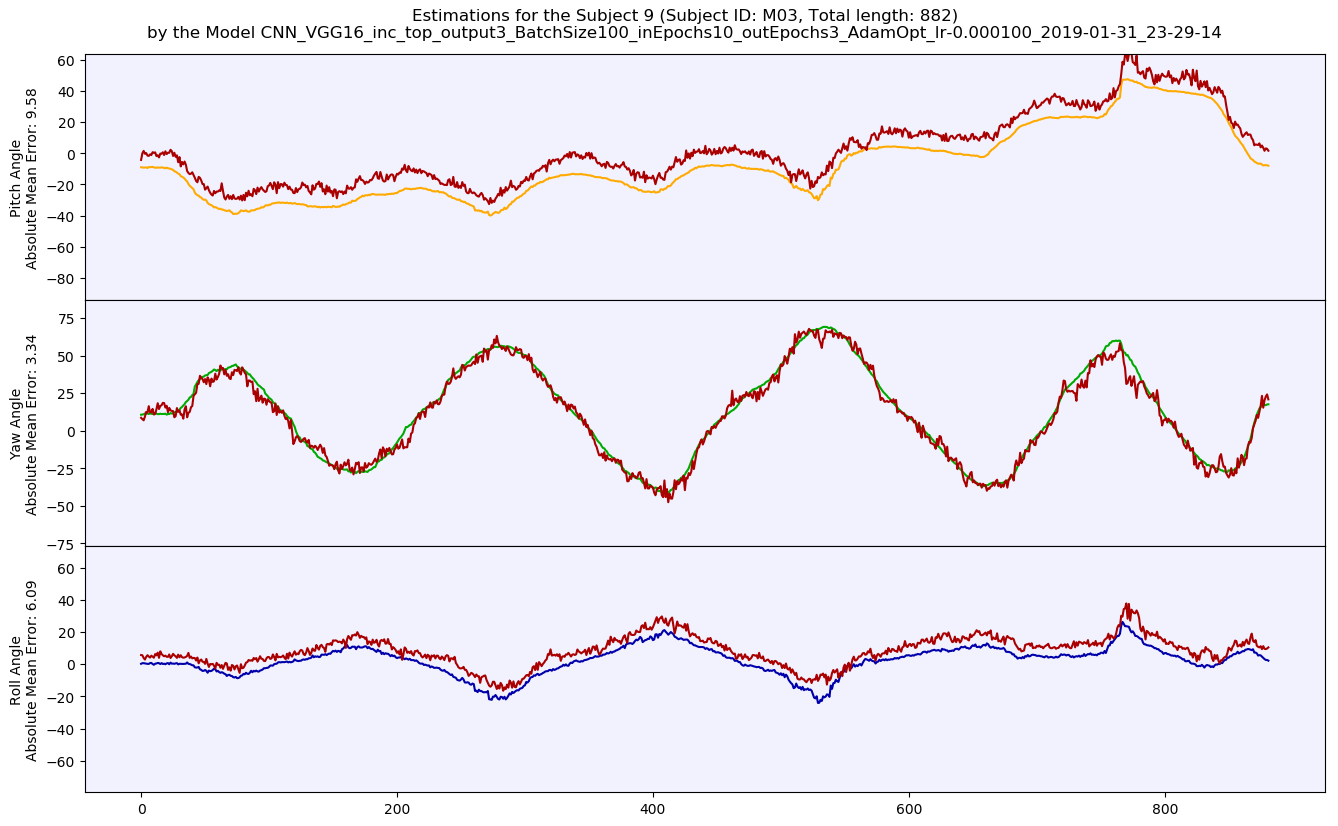 Estimations for the Subject 9 (Subject ID: M03, Total length: 882)
by the Model CNN_VGG16_inc_top_output3_BatchSize100_inEpochs10_outEpochs3_AdamOpt_lr-0.000100_2019-01-31_23-29-14
Pitch Angle
Absolute Mean Error: 9.58
60
40
20
0
−20
−40
−60
−80
Yaw Angle
Absolute Mean Error: 3.34
75
50
25
0
−25
−50
−75
Roll Angle
Absolute Mean Error: 6.09
60
40
20
0
−20
−40
−60
0 200 400 600 800